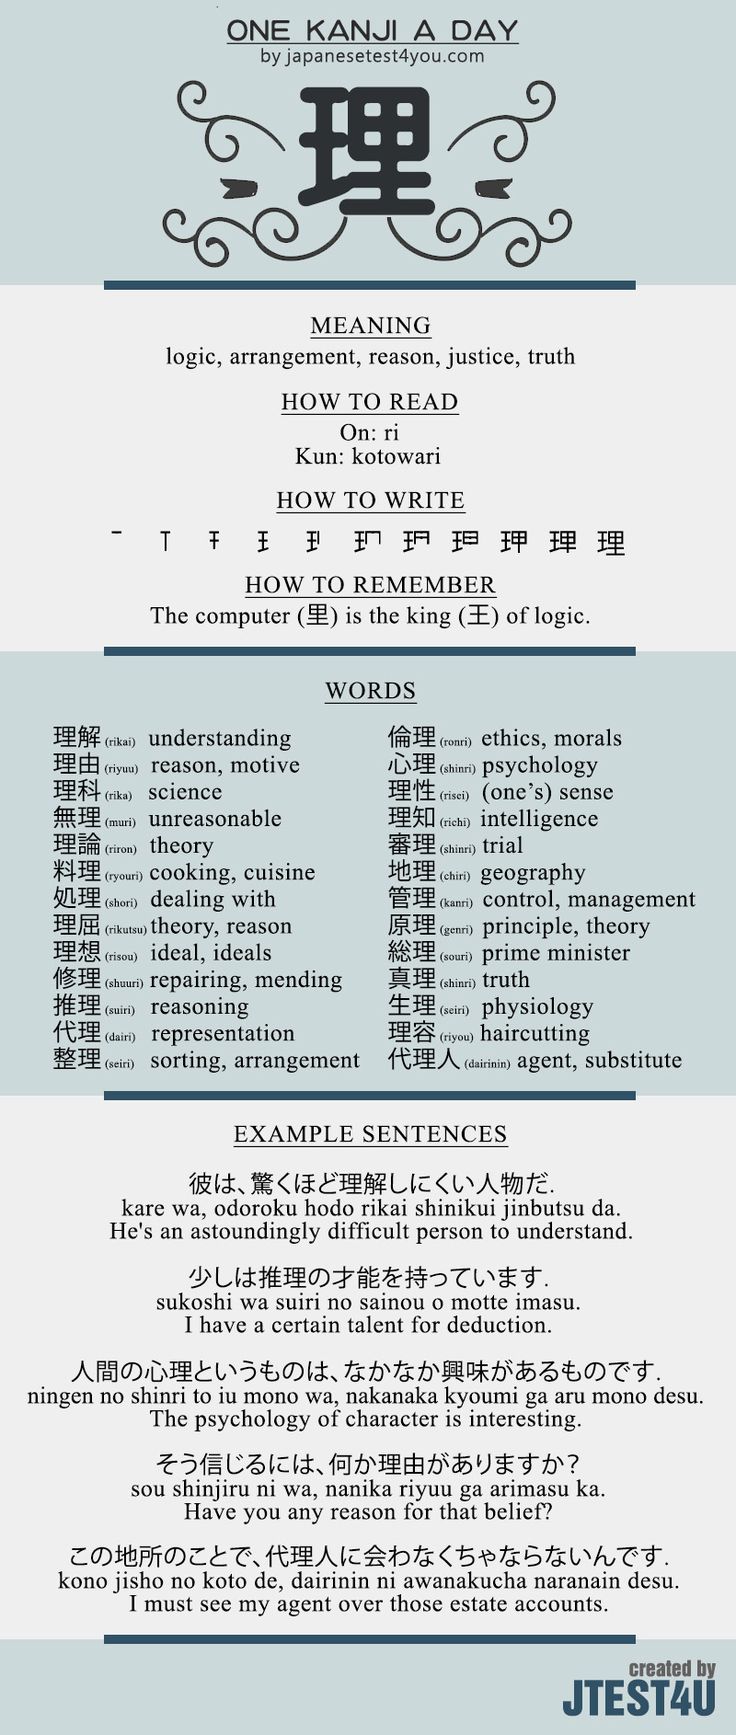 ONE KANJI A DAY
by japanesetest4you.com
理
MEANING
logic, arrangement, reason, justice, truth
HOW TO READ
On: ri
Kun: kotowari
HOW TO WRITE
理
HOW TO REMEMBER
The computer (里) is the king (王) of logic.
WORDS
理解 (rikai) understanding
理由 (riyuu) reason, motive
理科 (rika) science
無理 (muri) unreasonable
理論 (riron) theory
料理 (ryouri) cooking, cuisine
処理 (shori) dealing with
理屈 (rikutsu) theory, reason
理想 (risou) ideal, ideals
修理 (shuuri) repairing, mending
推理 (suiri) reasoning
代理 (dairi) representation
整理 (seiri) sorting, arrangement
倫理 (ronri) ethics, morals
心理 (shinri) psychology
理性 (risei) (one’s) sense
理知 (richi) intelligence
審理 (shinri) trial
地理 (chiri) geography
管理 (kanri) control, management
原理 (genri) principle, theory
総理 (souri) prime minister
真理 (shinri) truth
生理 (seiri) physiology
理容 (riyou) haircutting
代理人 (dairinin) agent, substitute
EXAMPLE SENTENCES
彼は、驚くほど理解しにくい人物だ.
kare wa, odoroku hodo rikai shinikui jinbutsu da.
He's an astoundingly difficult person to understand.
少しは推理の才能を持っています.
sukoshi wa suiri no sainou o motte imasu.
I have a certain talent for deduction.
人間の心理というものは、なかなか興味があるものです.
ningen no shinri to iu mono wa, nakanaka kyoumi ga aru mono desu.
The psychology of character is interesting.
そう信じるには、何か理由がありますか?
sou shinjiru ni wa, nanika riyuu ga arimasu ka.
Have you any reason for that belief?
この地所のことで、代理人に会わなくちゃならないんです.
kono jisho no koto de, dairinin ni awanakucha naranain desu.
I must see my agent over those estate accounts.
created by
JTEST4U